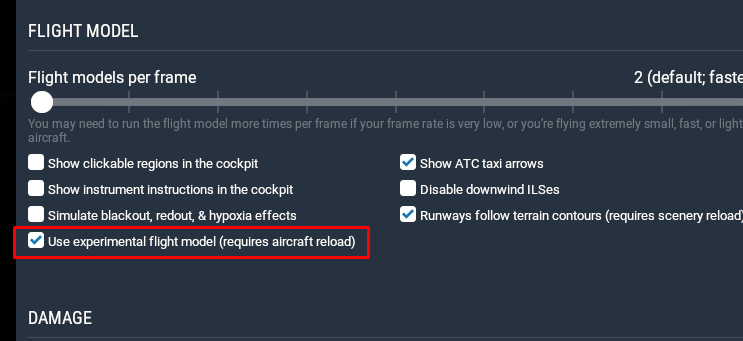 FLIGHT MODEL
Flight models per frame
2 (default; faste
You may need to run the flight model more times per frame if your frame rate is very low, or you're flying extremely small, fast, or light
aircraft.
Show clickable regions in the cockpit
Show ATC taxi arrows
Show instrument instructions in the cockpit
Disable downwind ILSes
Simulate blackout, redout, & hypoxia effects
Runways follow terrain contours (requires scenery reload)
Use experimental flight model (requires aircraft reload)
DAMAGE